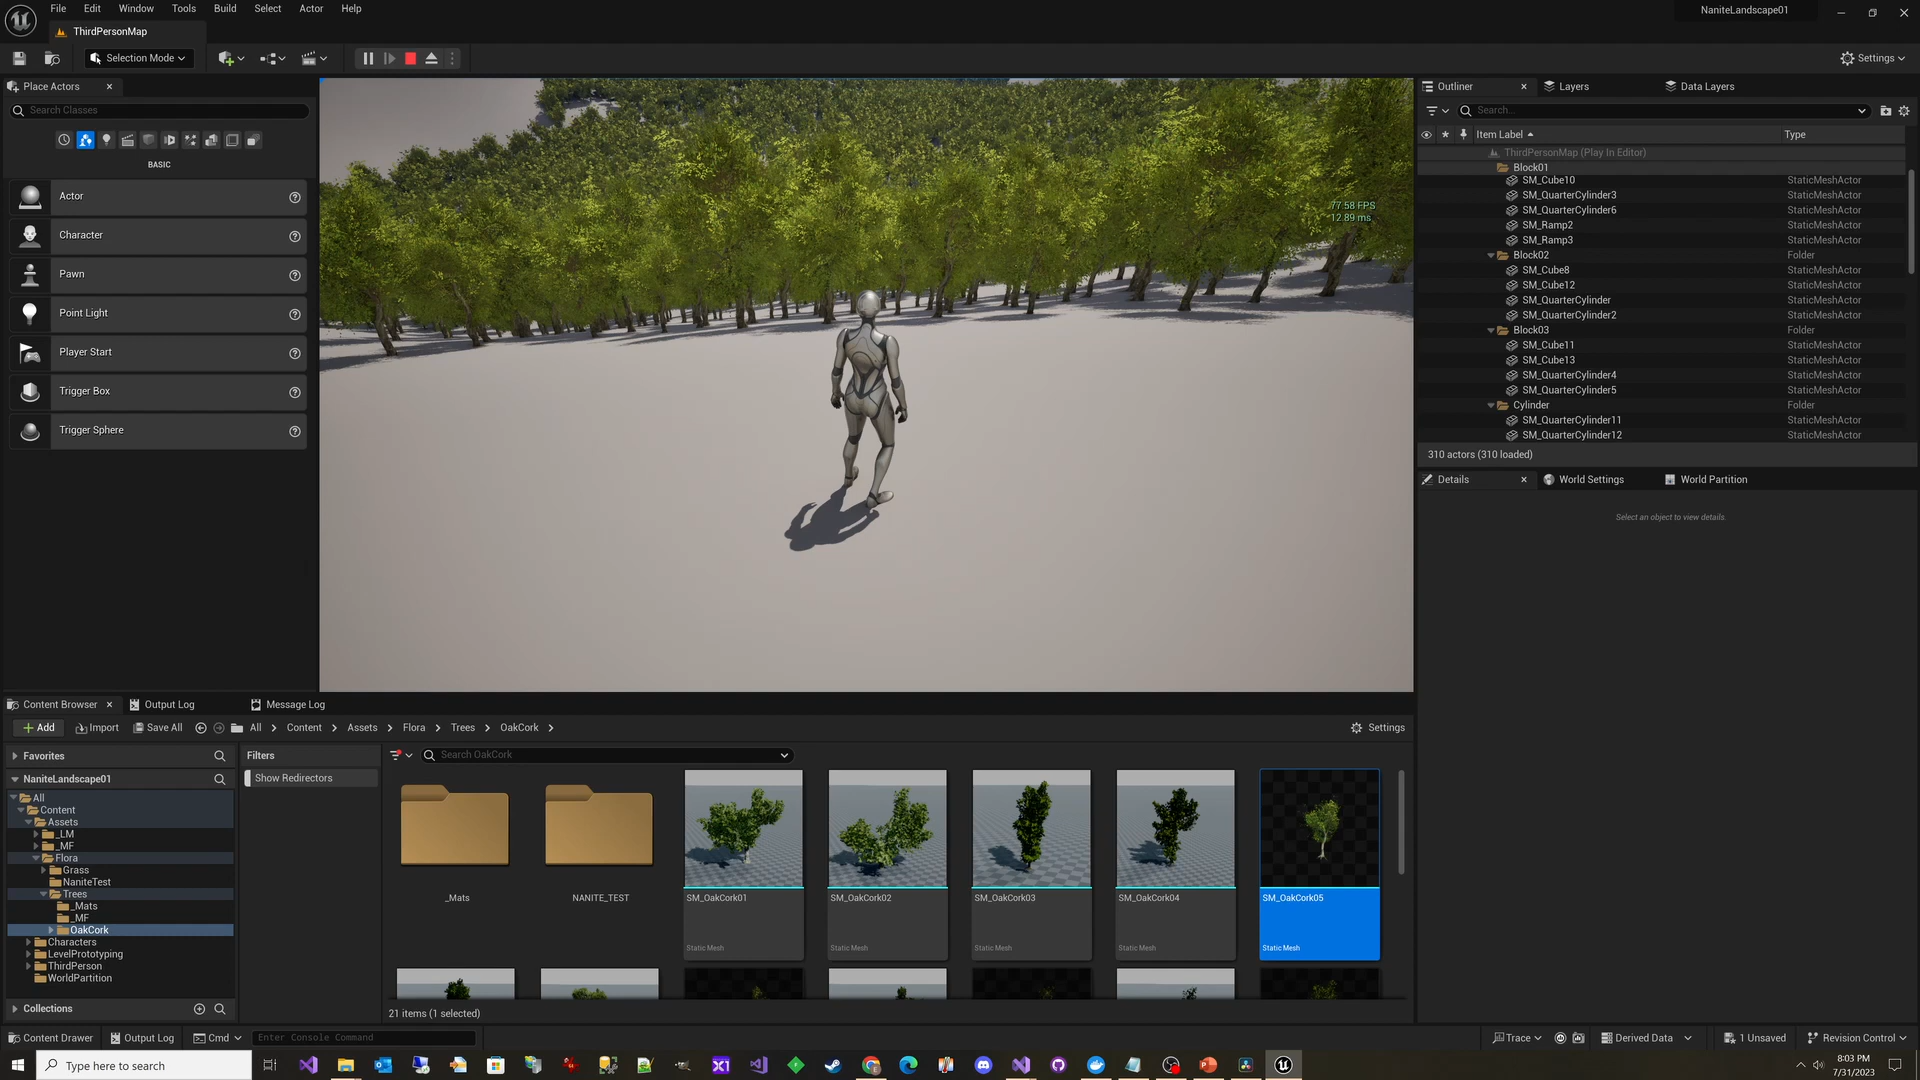 File Edit Window Tools Build Select Actor Help
NaniteLandscape01
ThirdPersonMap
Selection Mode
Settings
Place Actors
Search Classes
BASIC
Actor
Character
Pawn
Point Light
Player Start
Trigger Box
Trigger Sphere
77.58 FPS
12.89 ms
Outliner Layers Data Layers
Search...
Item Label Type
ThirdPersonMap (Play In Editor)
Block01
SM_Cube10 StaticMeshActor
SM_QuarterCylinder3 StaticMeshActor
SM_QuarterCylinder6 StaticMeshActor
SM_Ramp2 StaticMeshActor
SM_Ramp3 StaticMeshActor
Block02 Folder
SM_Cube8 StaticMeshActor
SM_Cube12 StaticMeshActor
SM_QuarterCylinder StaticMeshActor
SM_QuarterCylinder2 StaticMeshActor
Block03 Folder
SM_Cube11 StaticMeshActor
SM_Cube13 StaticMeshActor
SM_QuarterCylinder4 StaticMeshActor
SM_QuarterCylinder5 StaticMeshActor
Cylinder Folder
SM_QuarterCylinder11 StaticMeshActor
SM_QuarterCylinder12 StaticMeshActor
310 actors (310 loaded)
Details World Settings World Partition
Select an object to view details.
Content Browser Output Log Message Log
Add Import Save All All Content Assets Flora Trees OakCork Settings
Favorites
NaniteLandscape01
All
Content
Assets
_LM
_MF
Flora
Grass
NaniteTest
Trees
_Mats
_MF
OakCork
Characters
LevelPrototyping
ThirdPerson
WorldPartition
Collections
Filters
Show Redirectors
Search OakCork
_Mats
NANITE_TEST
SM_OakCork01
Static Mesh
SM_OakCork02
Static Mesh
SM_OakCork03
Static Mesh
SM_OakCork04
Static Mesh
SM_OakCork05
Static Mesh
21 items (1 selected)
Content Drawer Output Log Cmd Enter Console Command
Trace Derived Data 1 Unsaved Revision Control
Type here to search
8:03 PM
7/31/2023